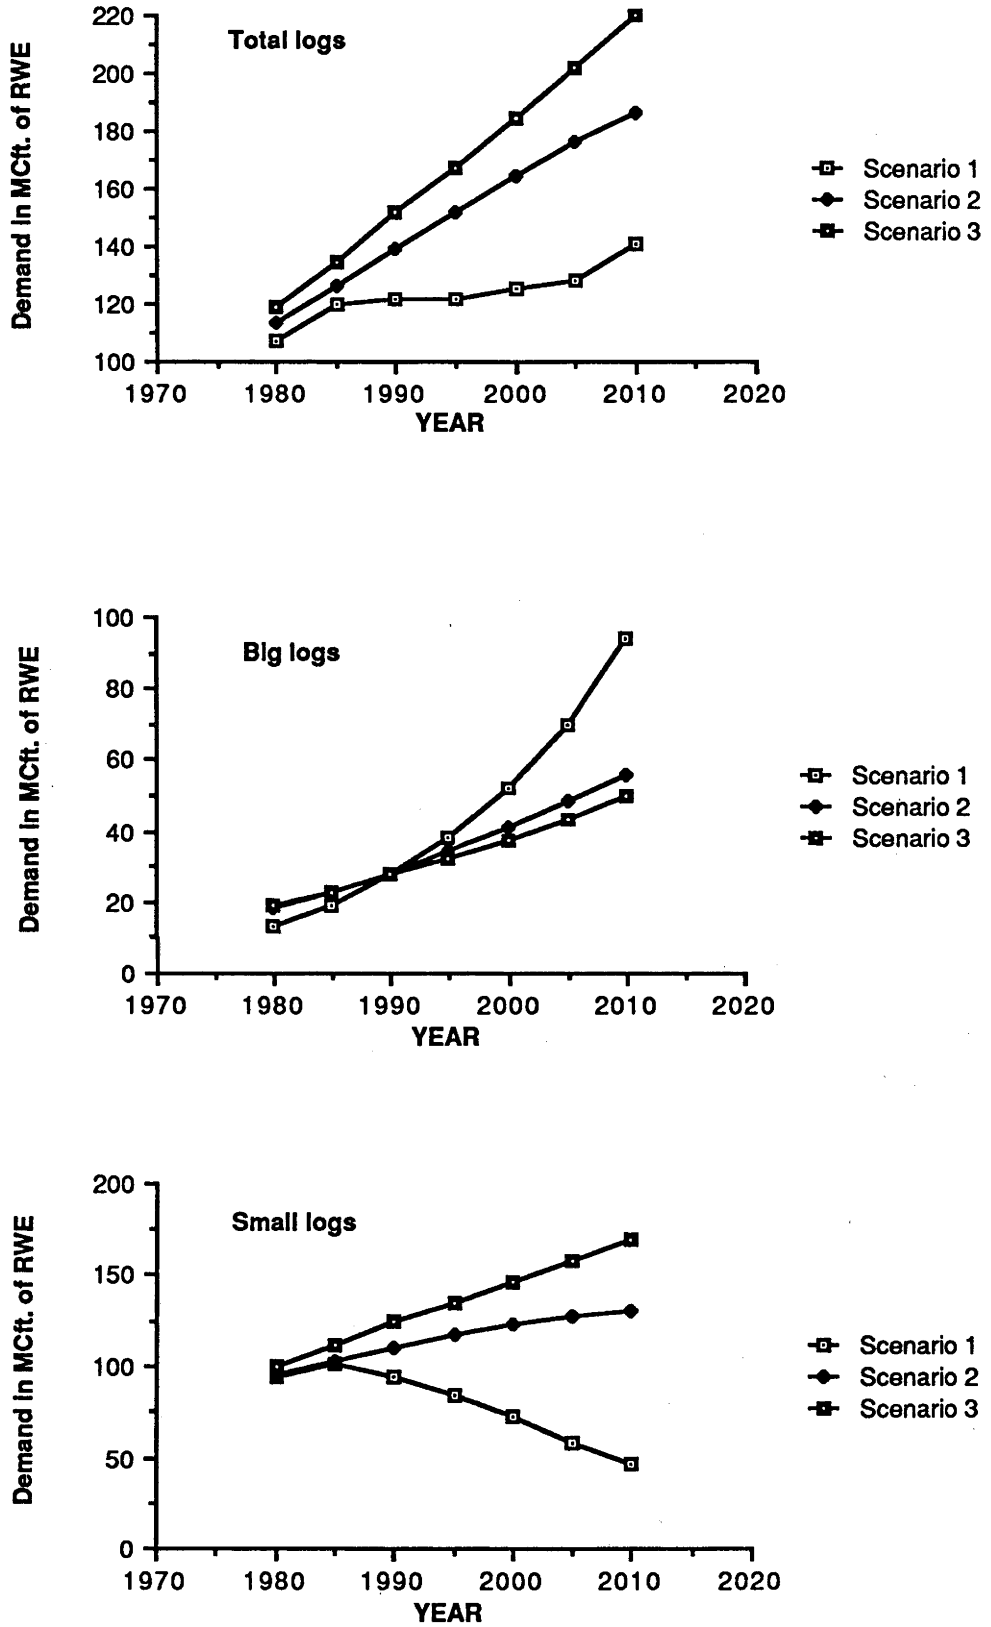 Total logs
Demand in MCft. of RWE
220
200
180
160
140
120
100
1970 1980 1990 2000 2010 2020
YEAR
Scenario 1
Scenario 2
Scenario 3
Big logs
Demand in MCft. of RWE
100
80
60
40
20
0
1970 1980 1990 2000 2010 2020
YEAR
Scenario 1
Scenario 2
Scenario 3
Small logs
Demand in MCft. of RWE
200
150
100
50
0
1970 1980 1990 2000 2010 2020
YEAR
Scenario 1
Scenario 2
Scenario 3